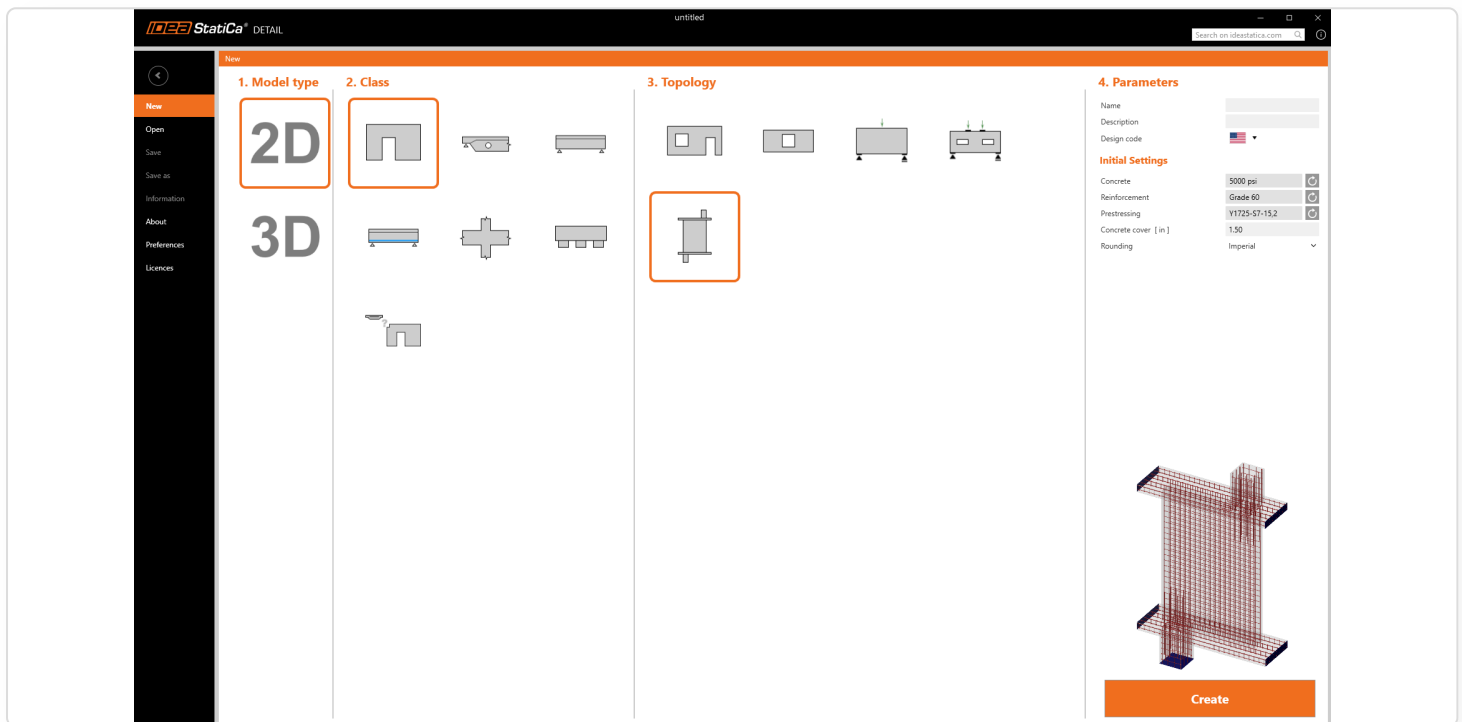 untitled
IDEA StatiCa® DETAIL
Search on ideastatica.com
New
Open
Save
Save as
Information
About
Preferences
Licences
New
1. Model type
2D
3D
2. Class
?
3. Topology
4. Parameters
Name
Description
Design code
Initial Settings
Concrete 5000 psi
Reinforcement Grade 60
Prestressing Y1725-S7-15,2
Concrete cover [ in ] 1.50
Rounding Imperial
Create